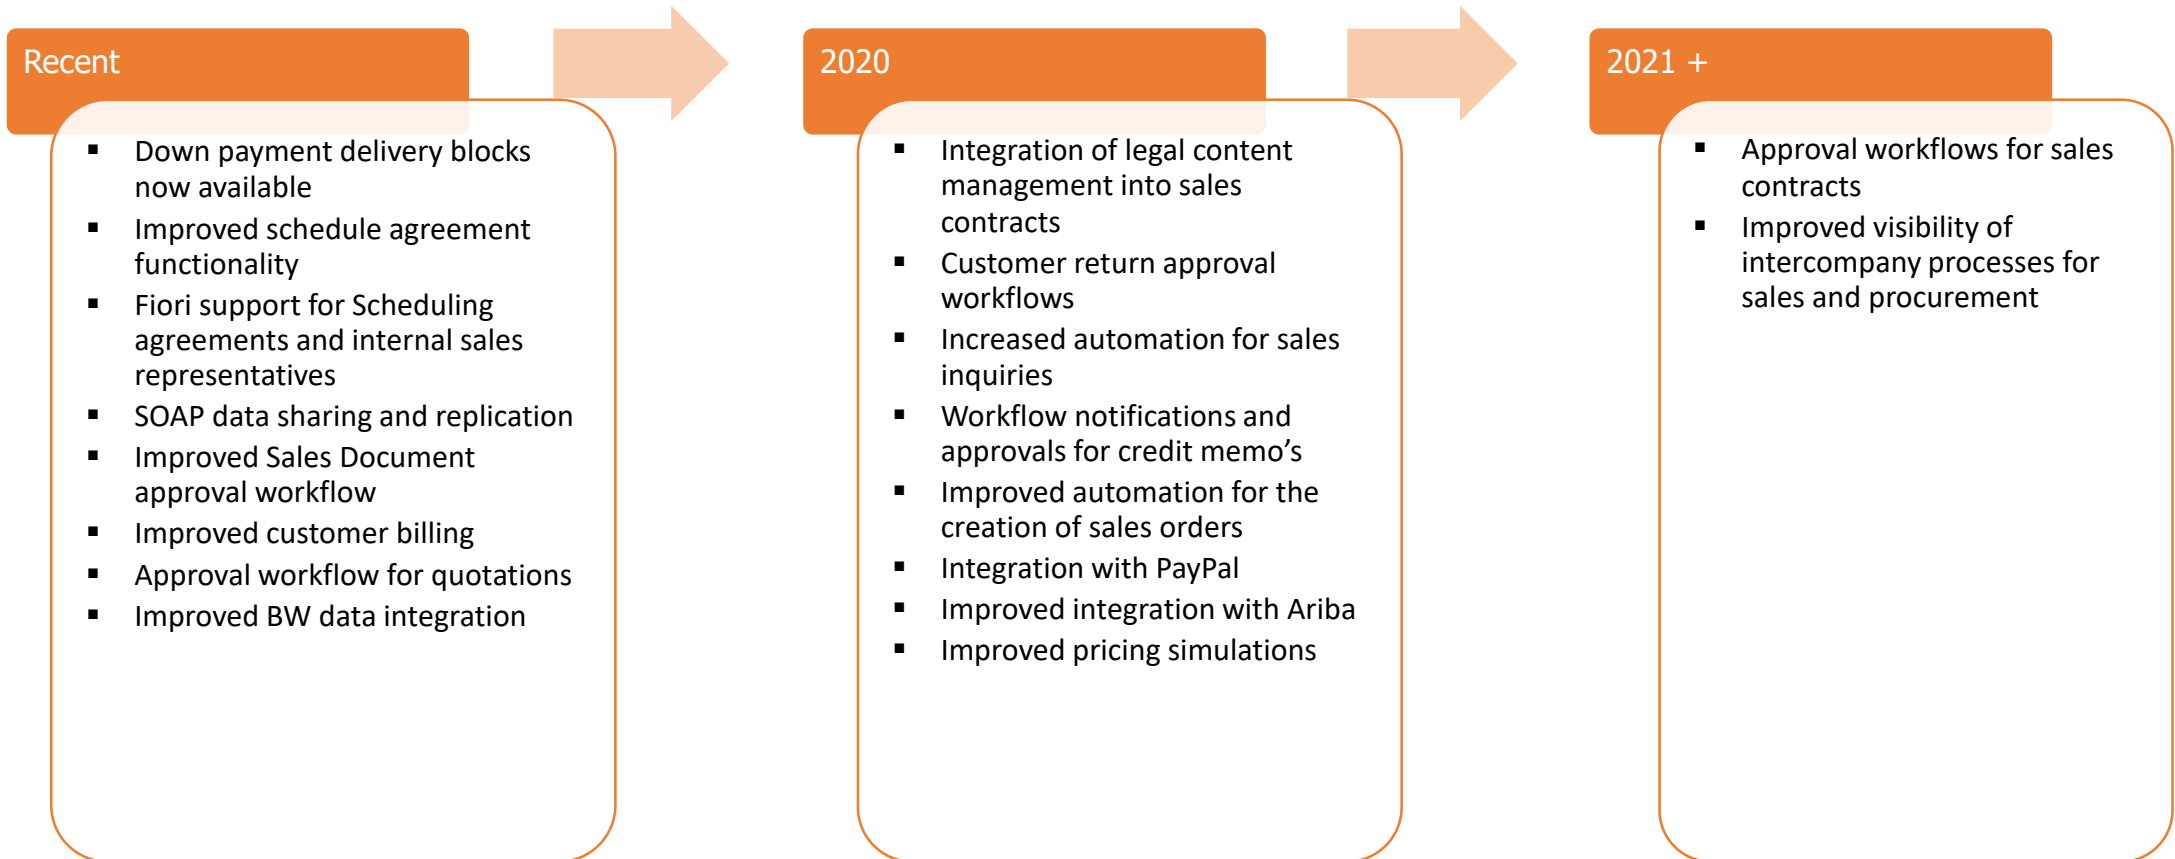 Recent
▪ Down payment delivery blocks
now available
▪ Improved schedule agreement
functionality
▪ Fiori support for Scheduling
agreements and internal sales
representatives
▪ SOAP data sharing and replication
▪ Improved Sales Document
approval workflow
▪ Improved customer billing
▪ Approval workflow for quotations
▪ Improved BW data integration
2020
▪ Integration of legal content
management into sales
contracts
▪ Customer return approval
workflows
▪ Increased automation for sales
inquiries
▪ Workflow notifications and
approvals for credit memo’s
▪ Improved automation for the
creation of sales orders
▪ Integration with PayPal
▪ Improved integration with Ariba
▪ Improved pricing simulations
2021 +
▪ Approval workflows for sales
contracts
▪ Improved visibility of
intercompany processes for
sales and procurement